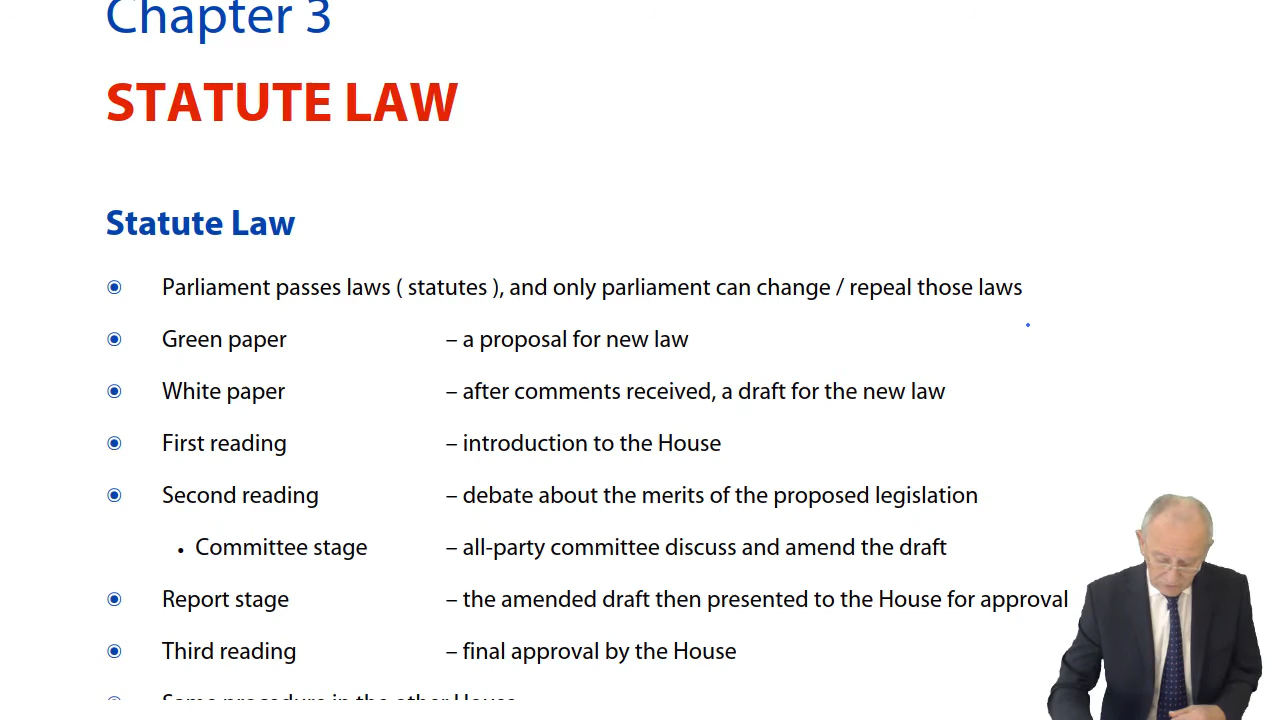 Chapter 3
STATUTE LAW
Statute Law
Parliament passes laws ( statutes ), and only parliament can change / repeal those laws
Green paper – a proposal for new law
White paper – after comments received, a draft for the new law
First reading – introduction to the House
Second reading – debate about the merits of the proposed legislation
Committee stage – all-party committee discuss and amend the draft
Report stage – the amended draft then presented to the House for approval
Third reading – final approval by the House
Same procedure in the other House